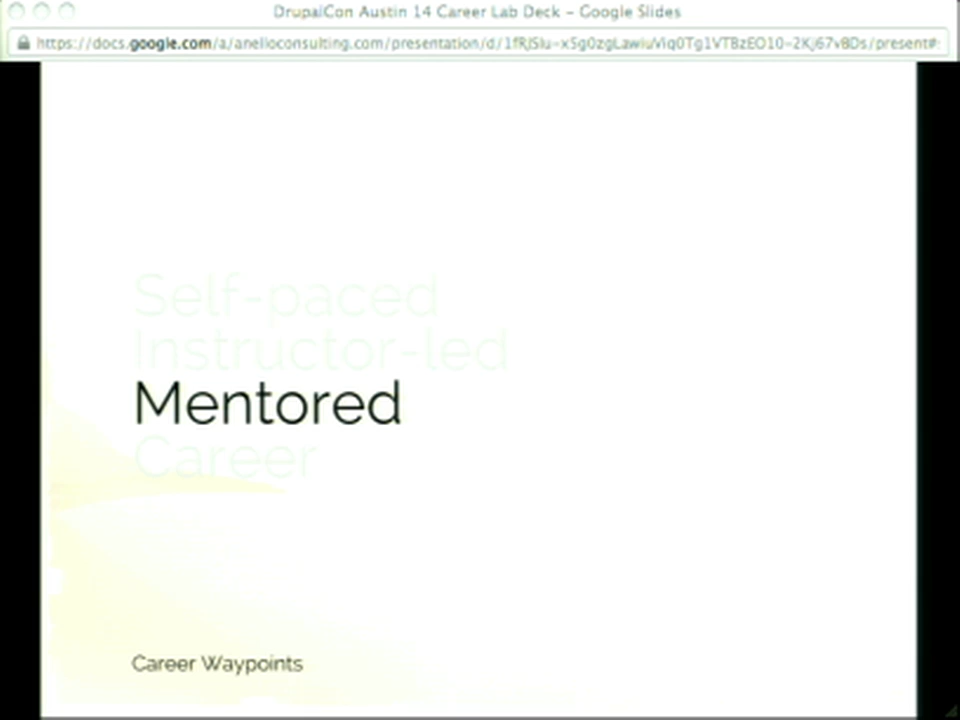 DrupalCon Austin 14 Career Lab Deck – Google Slides
Self-paced
Instructor-led
Mentored
Career
Career Waypoints